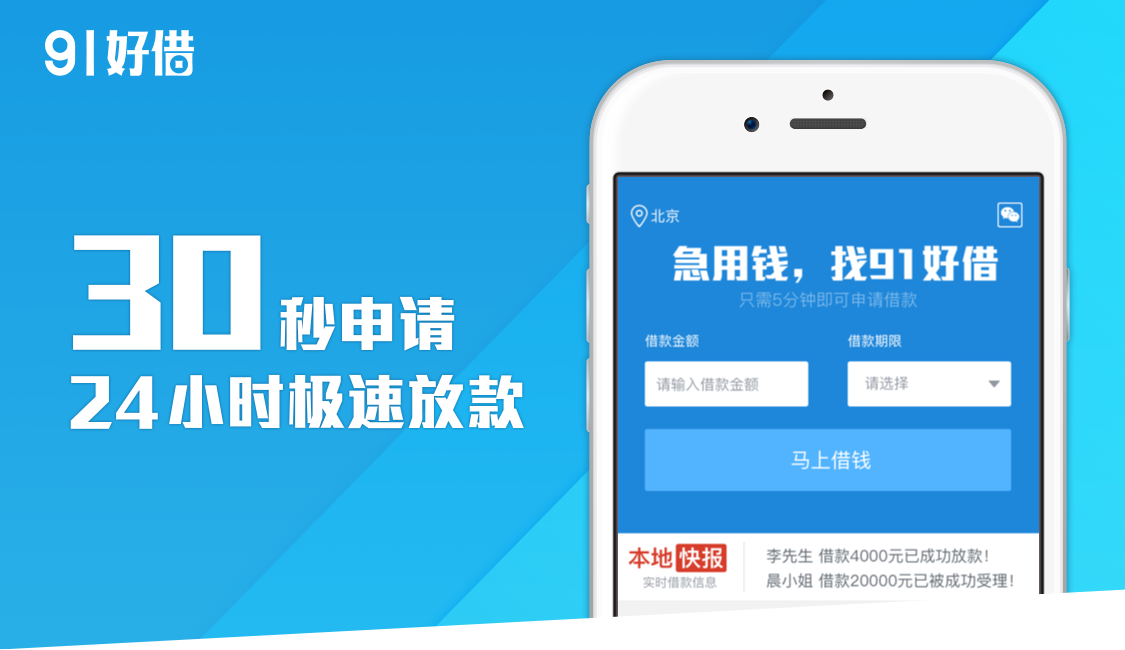 91好借
30秒申请
24小时极速放款
北京
急用钱，找91好借
只需5分钟即可申请借款
借款金额 借款期限
请输入借款金额 请选择
马上借钱
本地快报
实时借款信息
李先生 借款4000元已成功放款！
晨小姐 借款20000元已被成功受理！